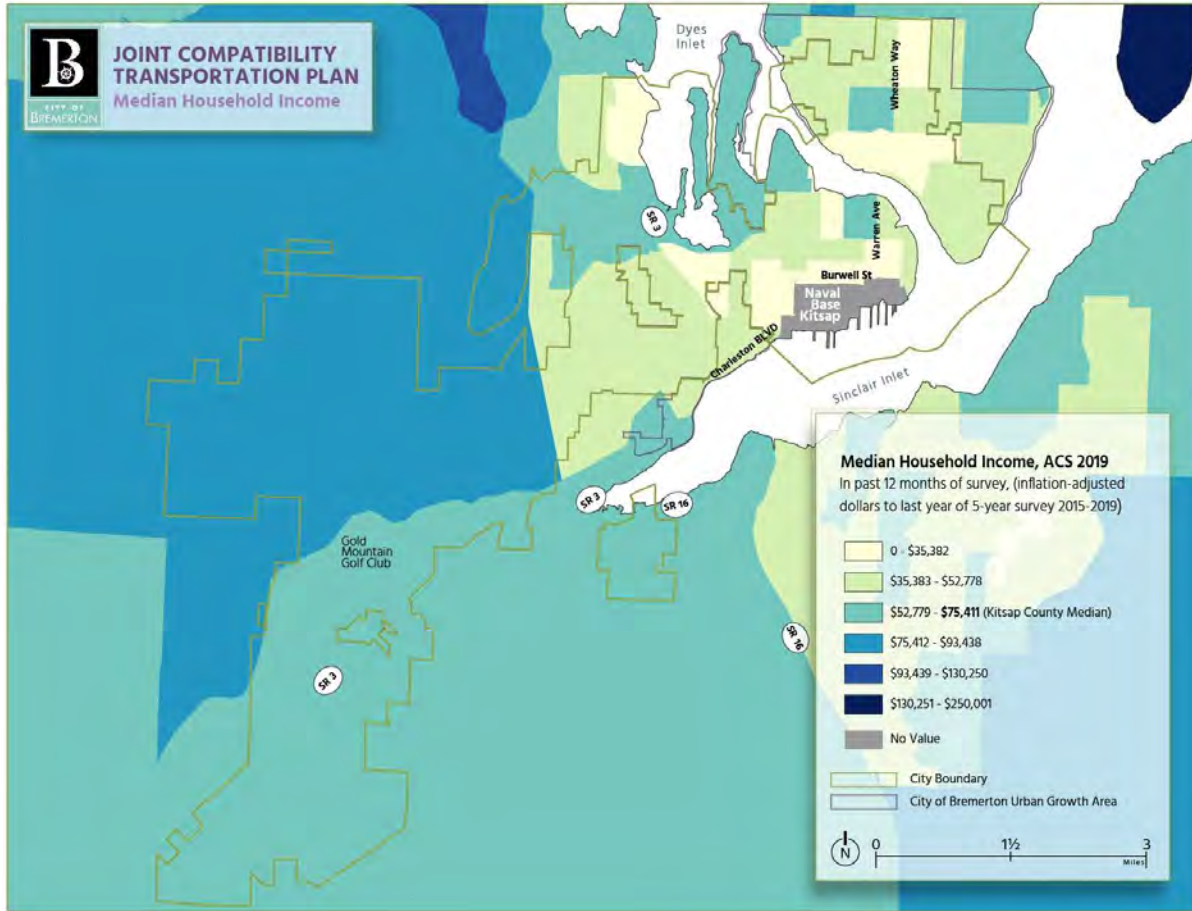 B
CITY OF
BREMERTON
JOINT COMPATIBILITY
TRANSPORTATION PLAN
Median Household Income
Dyes
Inlet
Wheaton Way
SR 3
Warren Ave
Burwell St
Naval
Base
Kitsap
Charleston BLVD
Sinclair Inlet
SR 3
SR 16
Gold
Mountain
Golf Club
SR 16
SR 3
Median Household Income, ACS 2019
In past 12 months of survey, (inflation-adjusted
dollars to last year of 5-year survey 2015-2019)
0 - $35,382
$35,383 - $52,778
$52,779 - $75,411 (Kitsap County Median)
$75,412 - $93,438
$93,439 - $130,250
$130,251 - $250,001
No Value
City Boundary
City of Bremerton Urban Growth Area
N
0 1½ 3
Miles